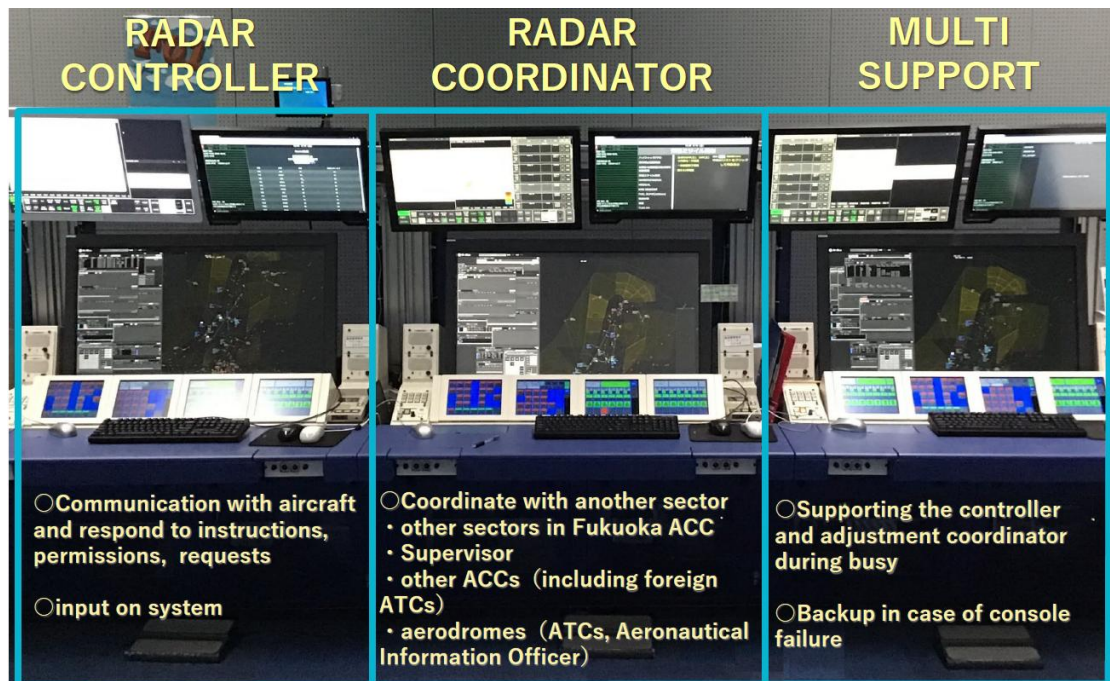 RADAR
CONTROLLER
○Communication with aircraft
and respond to instructions,
permissions, requests
○input on system
RADAR
COORDINATOR
○Coordinate with another sector
・other sectors in Fukuoka ACC
・Supervisor
・other ACCs（including foreign
ATCs）
・aerodromes（ATCs, Aeronautical
Information Officer）
MULTI
SUPPORT
○Supporting the controller
and adjustment coordinator
during busy
○Backup in case of console
failure